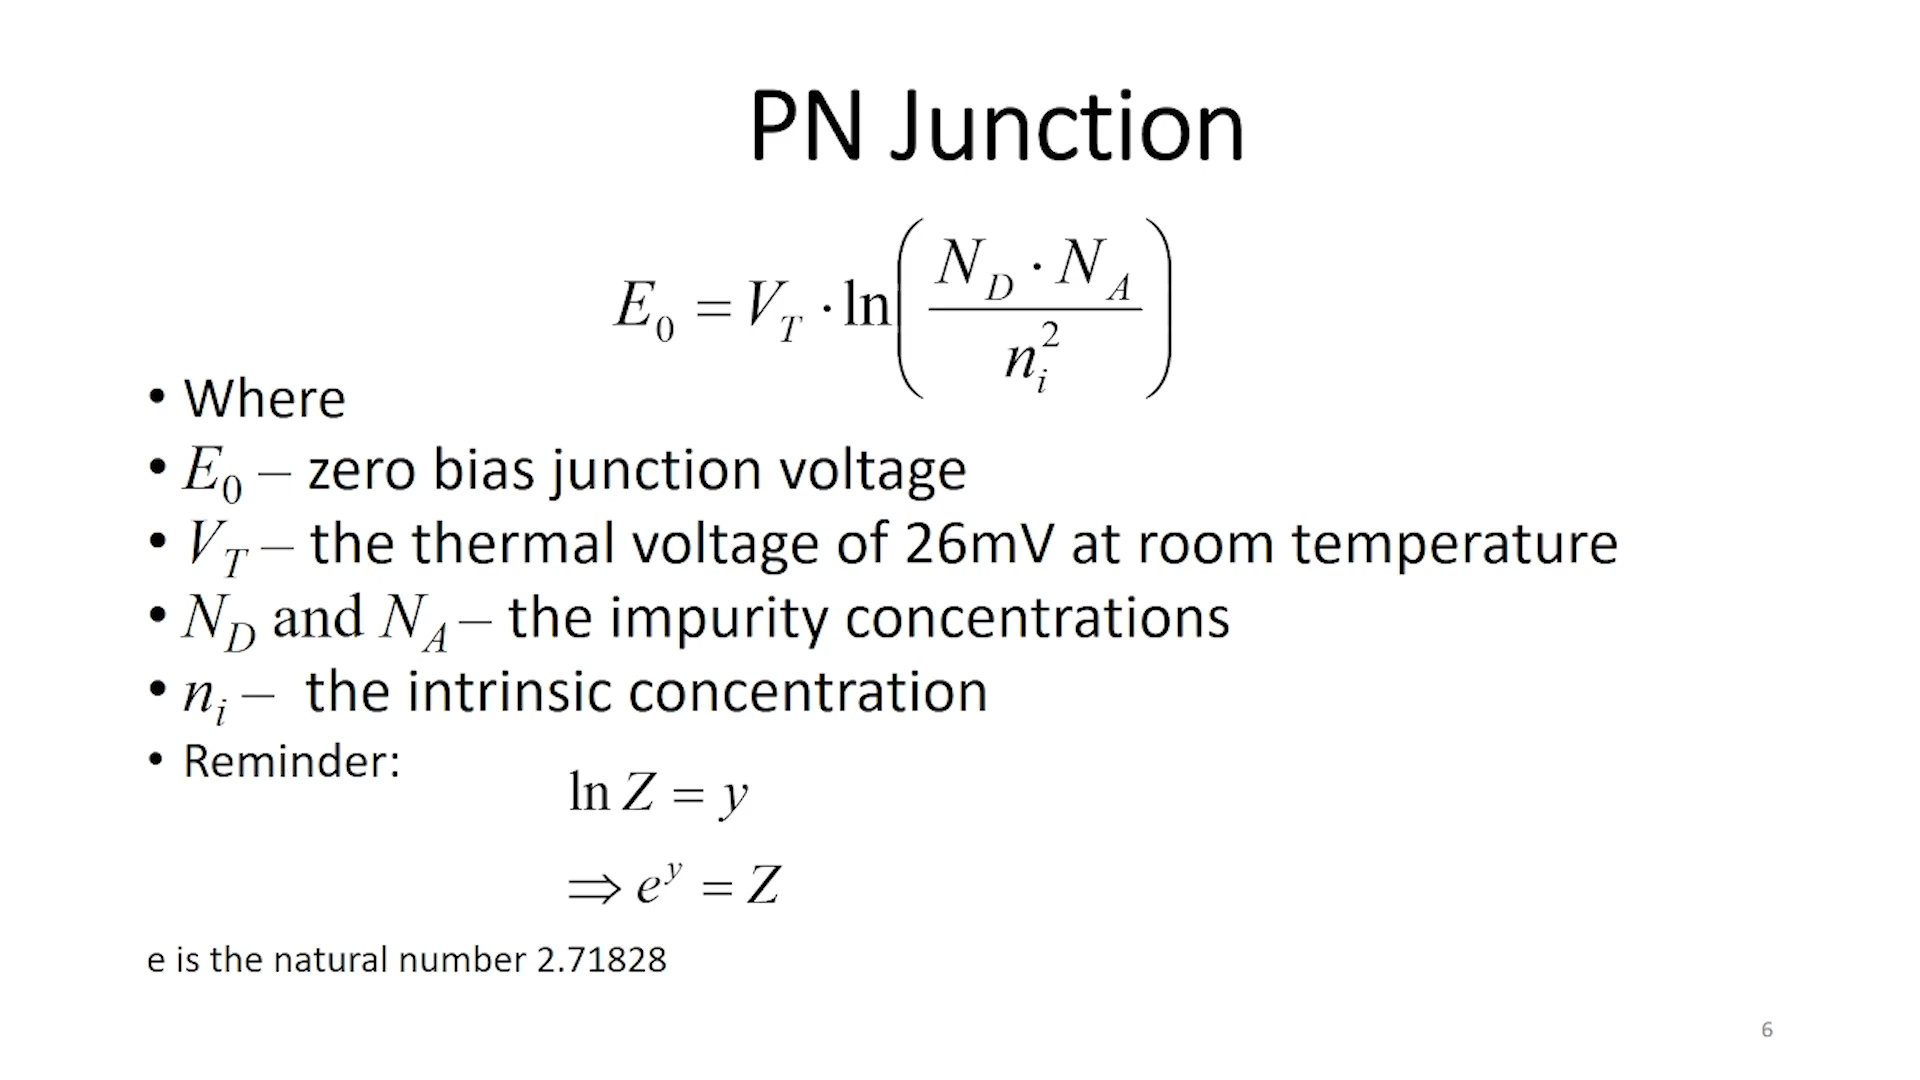 PN Junction
E₀ = V_T · ln( (N_D · N_A) / n_i² )
• Where
• E₀ – zero bias junction voltage
• V_T – the thermal voltage of 26mV at room temperature
• N_D and N_A – the impurity concentrations
• n_i – the intrinsic concentration
• Reminder:
ln Z = y
⇒ e^y = Z
e is the natural number 2.71828
6